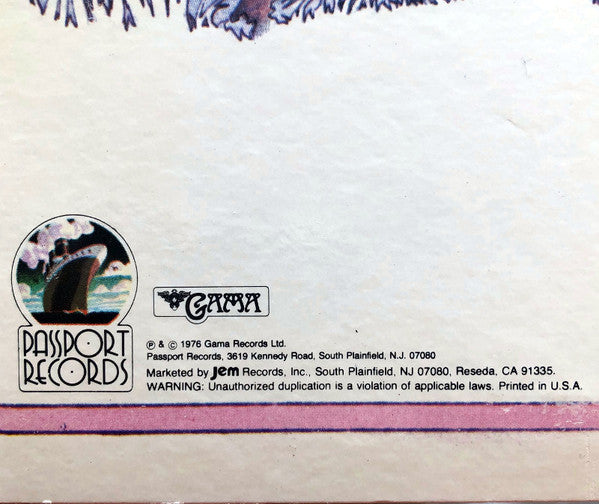 PASSPORT
RECORDS
GAMA
℗ & © 1976 Gama Records Ltd.
Passport Records, 3619 Kennedy Road, South Plainfield, N.J. 07080
Marketed by Jem Records, Inc., South Plainfield, NJ 07080, Reseda, CA 91335.
WARNING: Unauthorized duplication is a violation of applicable laws. Printed in U.S.A.